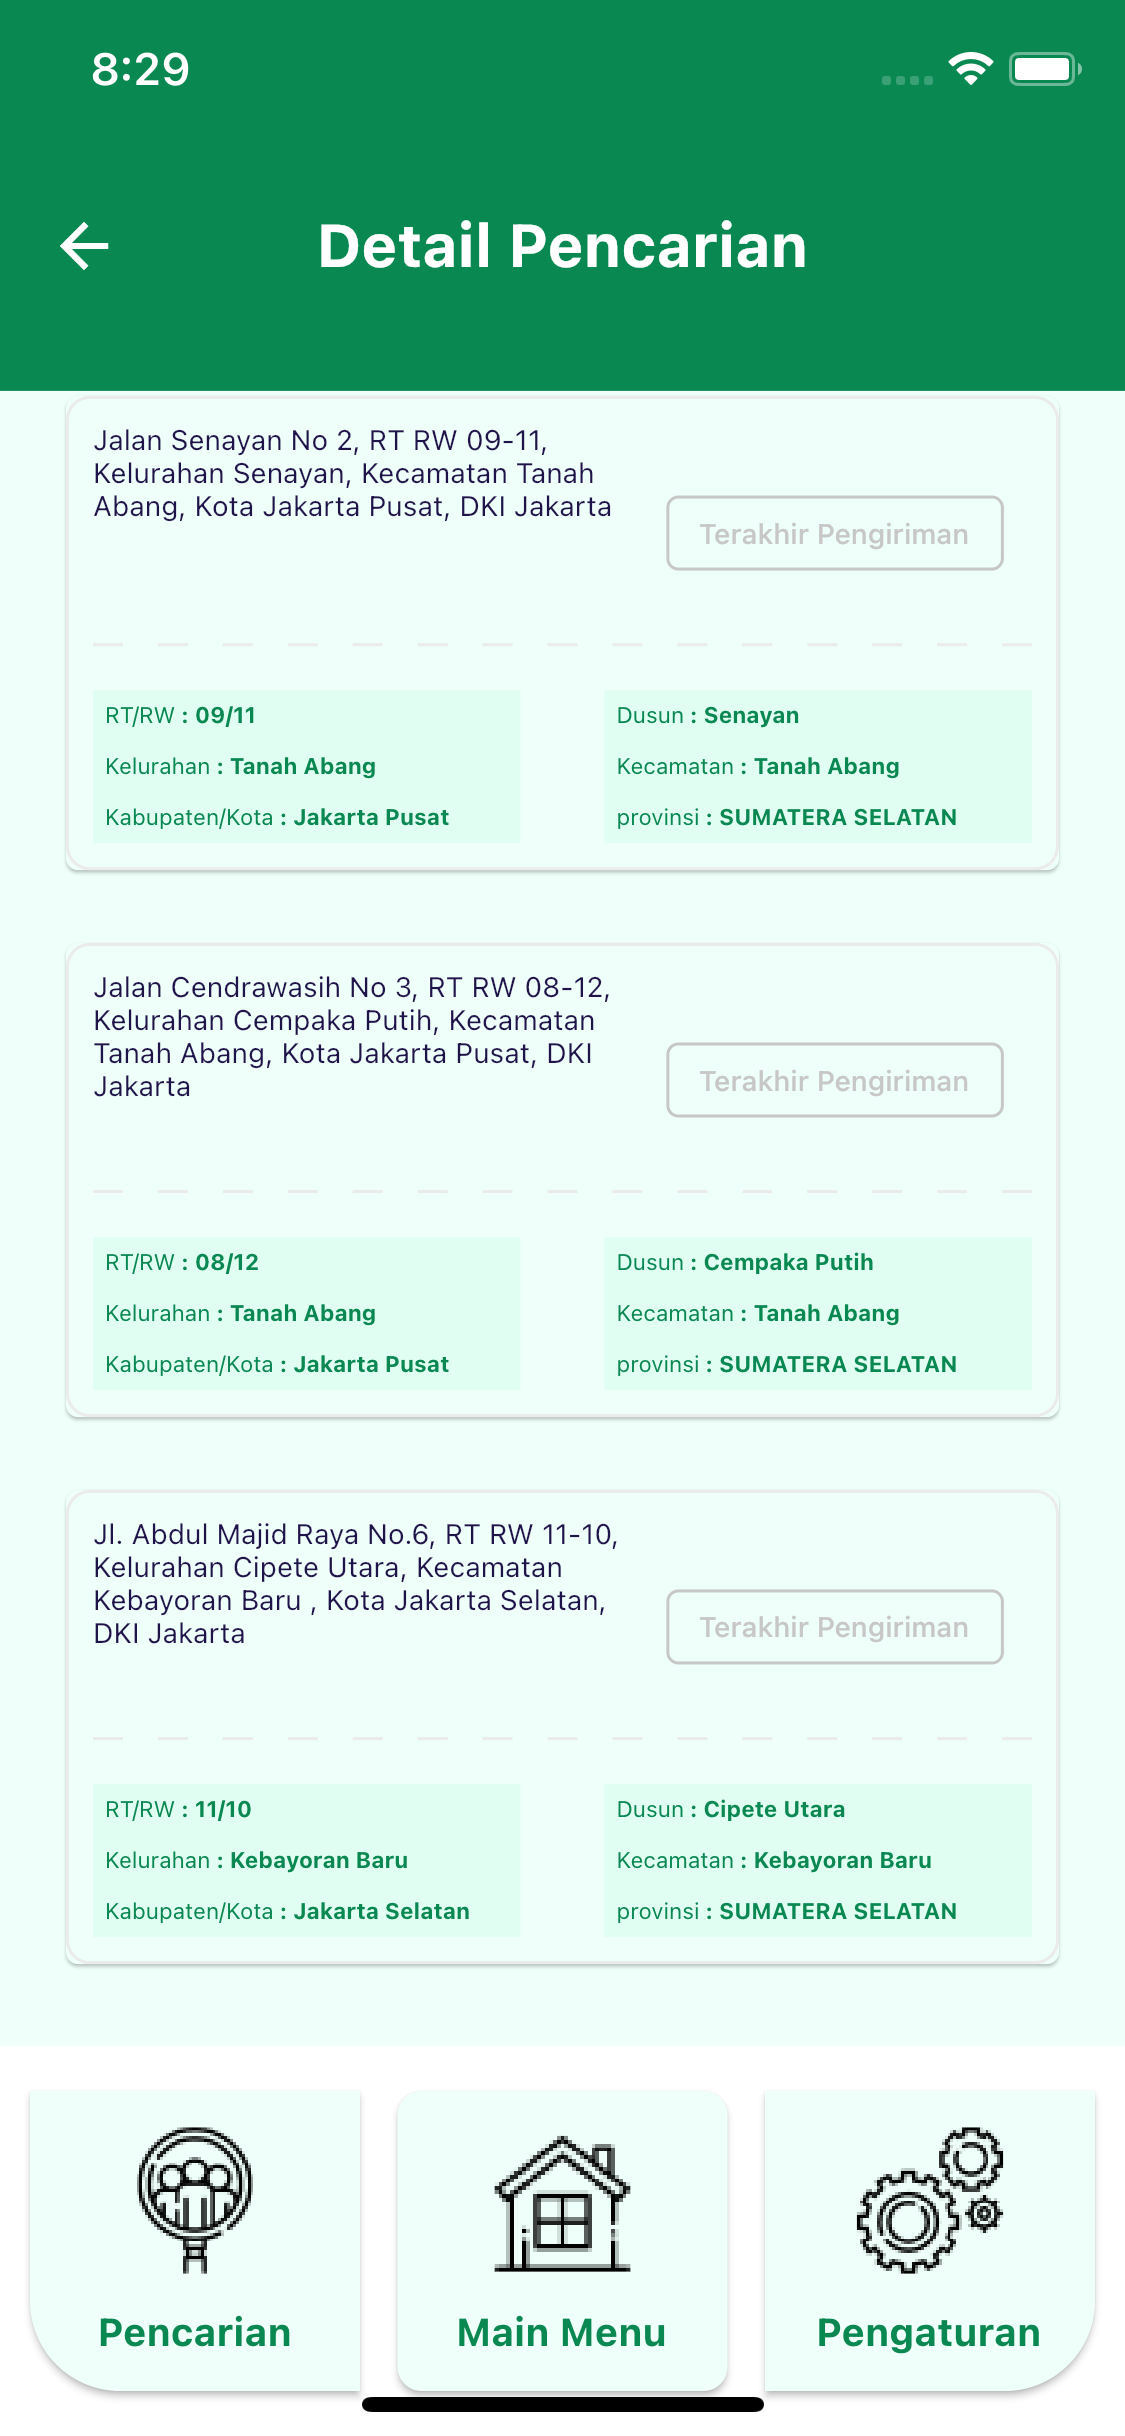 8:29
Detail Pencarian
Jalan Senayan No 2, RT RW 09-11,
Kelurahan Senayan, Kecamatan Tanah
Abang, Kota Jakarta Pusat, DKI Jakarta
Terakhir Pengiriman
RT/RW : 09/11
Dusun : Senayan
Kelurahan : Tanah Abang
Kecamatan : Tanah Abang
Kabupaten/Kota : Jakarta Pusat
provinsi : SUMATERA SELATAN
Jalan Cendrawasih No 3, RT RW 08-12,
Kelurahan Cempaka Putih, Kecamatan
Tanah Abang, Kota Jakarta Pusat, DKI
Jakarta
Terakhir Pengiriman
RT/RW : 08/12
Dusun : Cempaka Putih
Kelurahan : Tanah Abang
Kecamatan : Tanah Abang
Kabupaten/Kota : Jakarta Pusat
provinsi : SUMATERA SELATAN
Jl. Abdul Majid Raya No.6, RT RW 11-10,
Kelurahan Cipete Utara, Kecamatan
Kebayoran Baru , Kota Jakarta Selatan,
DKI Jakarta
Terakhir Pengiriman
RT/RW : 11/10
Dusun : Cipete Utara
Kelurahan : Kebayoran Baru
Kecamatan : Kebayoran Baru
Kabupaten/Kota : Jakarta Selatan
provinsi : SUMATERA SELATAN
Pencarian
Main Menu
Pengaturan